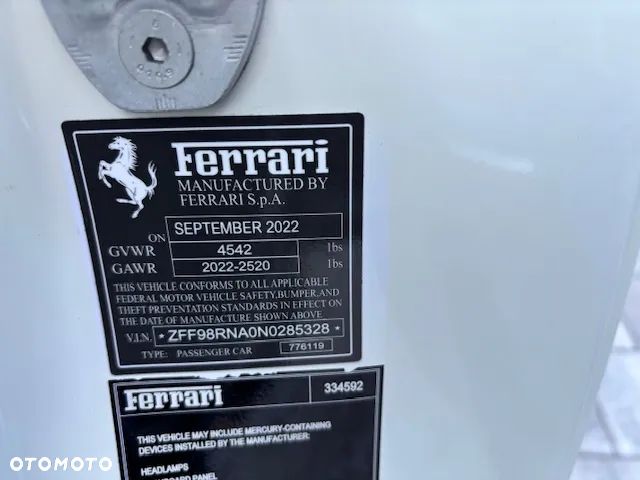 Ferrari
MANUFACTURED BY
FERRARI S.p.A.
ON SEPTEMBER 2022
GVWR 4542 lbs
GAWR 2022-2520 lbs
THIS VEHICLE CONFORMS TO ALL APPLICABLE
FEDERAL MOTOR VEHICLE SAFETY, BUMPER, AND
THEFT PREVENTION STANDARDS IN EFFECT ON
THE DATE OF MANUFACTURE SHOWN ABOVE.
V.I.N. * ZFF98RNA0N0285328 *
TYPE: PASSENGER CAR 776119
Ferrari 334592
THIS VEHICLE MAY INCLUDE MERCURY-CONTAINING
DEVICES INSTALLED BY THE MANUFACTURER:
HEADLAMPS
PANEL
OTOMOTO